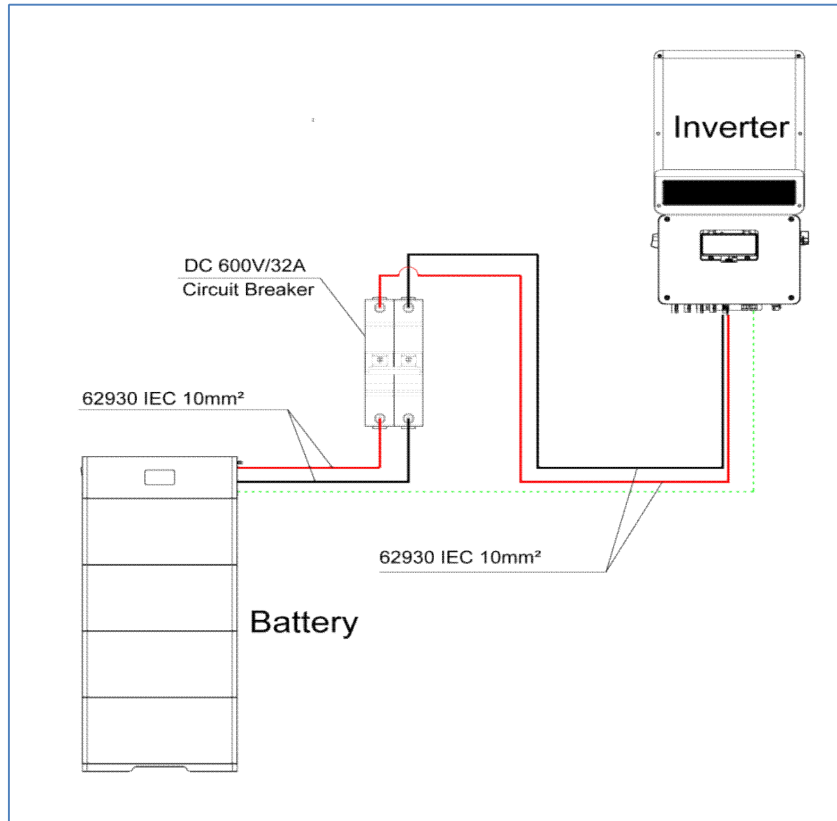 Inverter
DC 600V/32A
Circuit Breaker
62930 IEC 10mm²
62930 IEC 10mm²
Battery